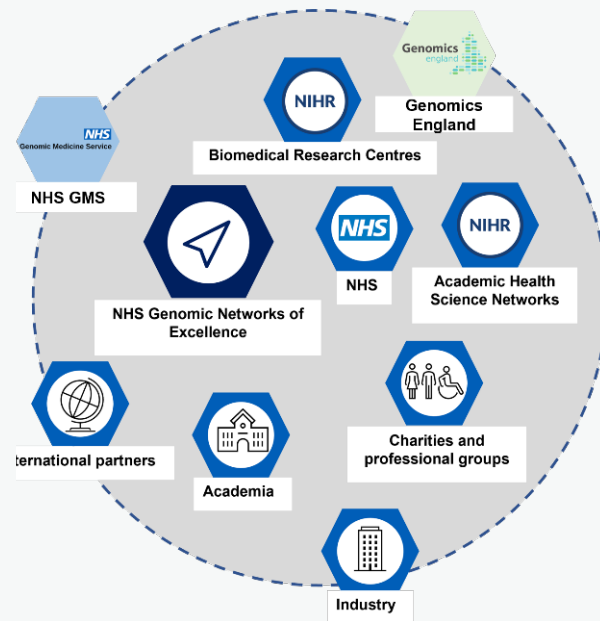 Genomics
england
Genomics
England
NIHR
Biomedical Research Centres
NHS
Genomic Medicine Service
NHS GMS
NHS
NHS
NIHR
Academic Health
Science Networks
NHS Genomic Networks of
Excellence
ternational partners
Academia
Charities and
professional groups
Industry